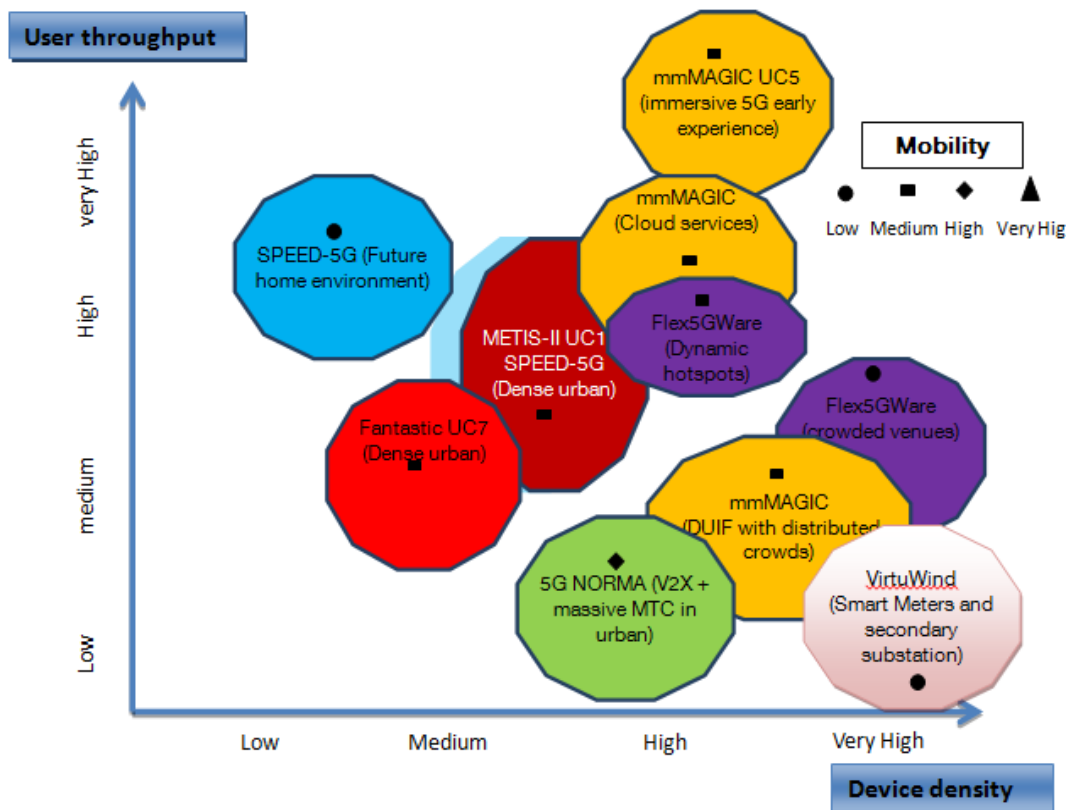 User throughput
very High
High
medium
Low
mmMAGIC UC5
(immersive 5G early
experience)
Mobility
Low
Medium
High
Very Hig
mmMAGIC
(Cloud services)
SPEED-5G (Future
home environment)
Flex5GWare
(Dynamic
hotspots)
METIS-II UC1
SPEED-5G
(Dense urban)
Flex5GWare
(crowded venues)
Fantastic UC7
(Dense urban)
mmMAGIC
(DUIF with distributed
crowds)
5G NORMA (V2X +
massive MTC in
urban)
VirtuWind
(Smart Meters and
secondary
substation)
Low
Medium
High
Very High
Device density